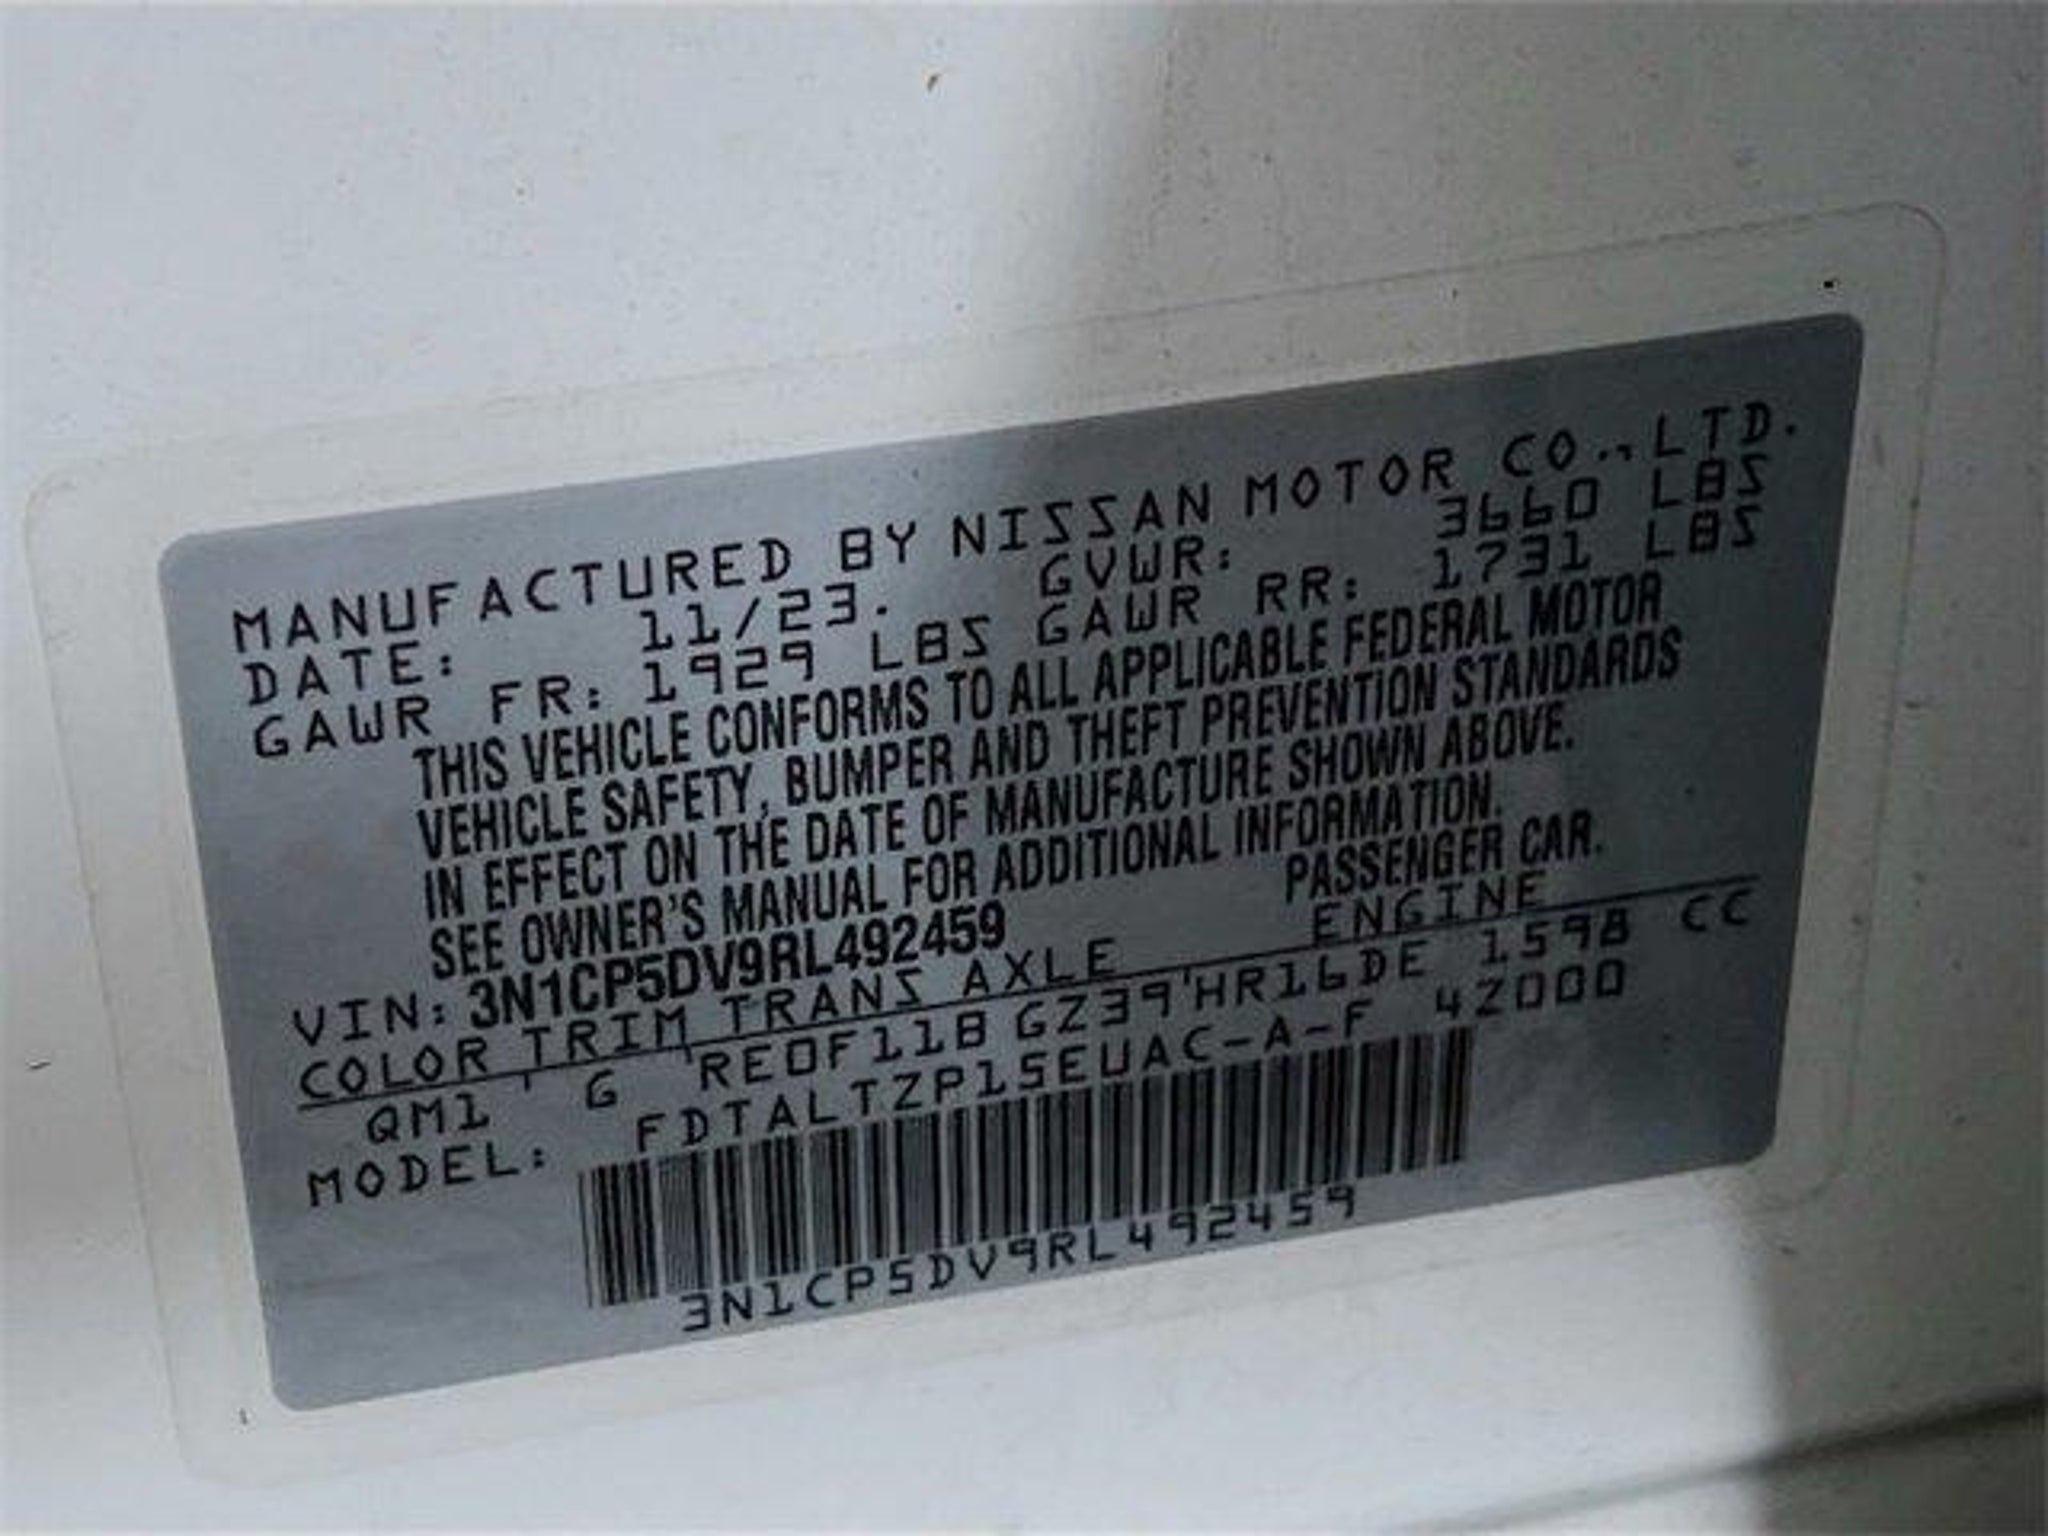 MANUFACTURED BY NISSAN MOTOR CO.,LTD.
DATE: 11/23. GVWR: 3660 LBS
GAWR FR: 1929 LBS GAWR RR: 1731 LBS
THIS VEHICLE CONFORMS TO ALL APPLICABLE FEDERAL MOTOR
VEHICLE SAFETY, BUMPER AND THEFT PREVENTION STANDARDS
IN EFFECT ON THE DATE OF MANUFACTURE SHOWN ABOVE.
SEE OWNER'S MANUAL FOR ADDITIONAL INFORMATION.
VIN: 3N1CP5DV9RL492459 PASSENGER CAR.
COLOR TRIM TRANS AXLE ENGINE
QM1 G RE0F11B GZ39 HR16DE 1598 CC
MODEL: FDTALTZP15EUAC-A-F 4Z000
3N1CP5DV9RL492459